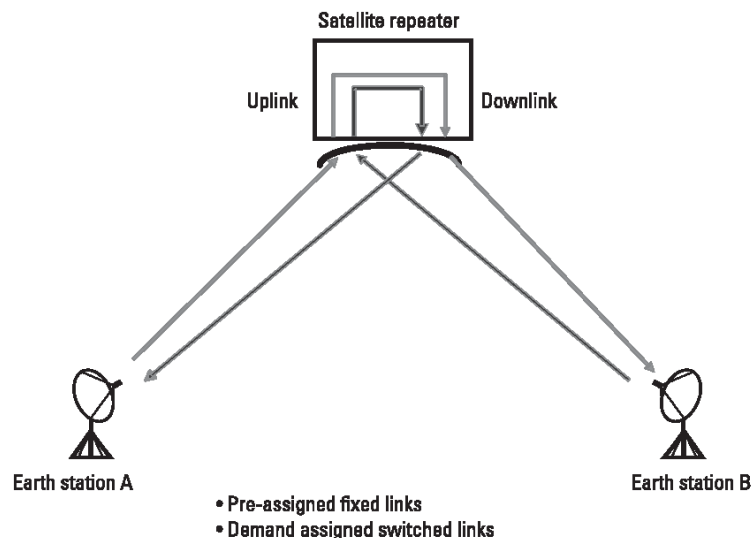 Satellite repeater
Uplink
Downlink
Earth station A
Earth station B
• Pre-assigned fixed links
• Demand assigned switched links